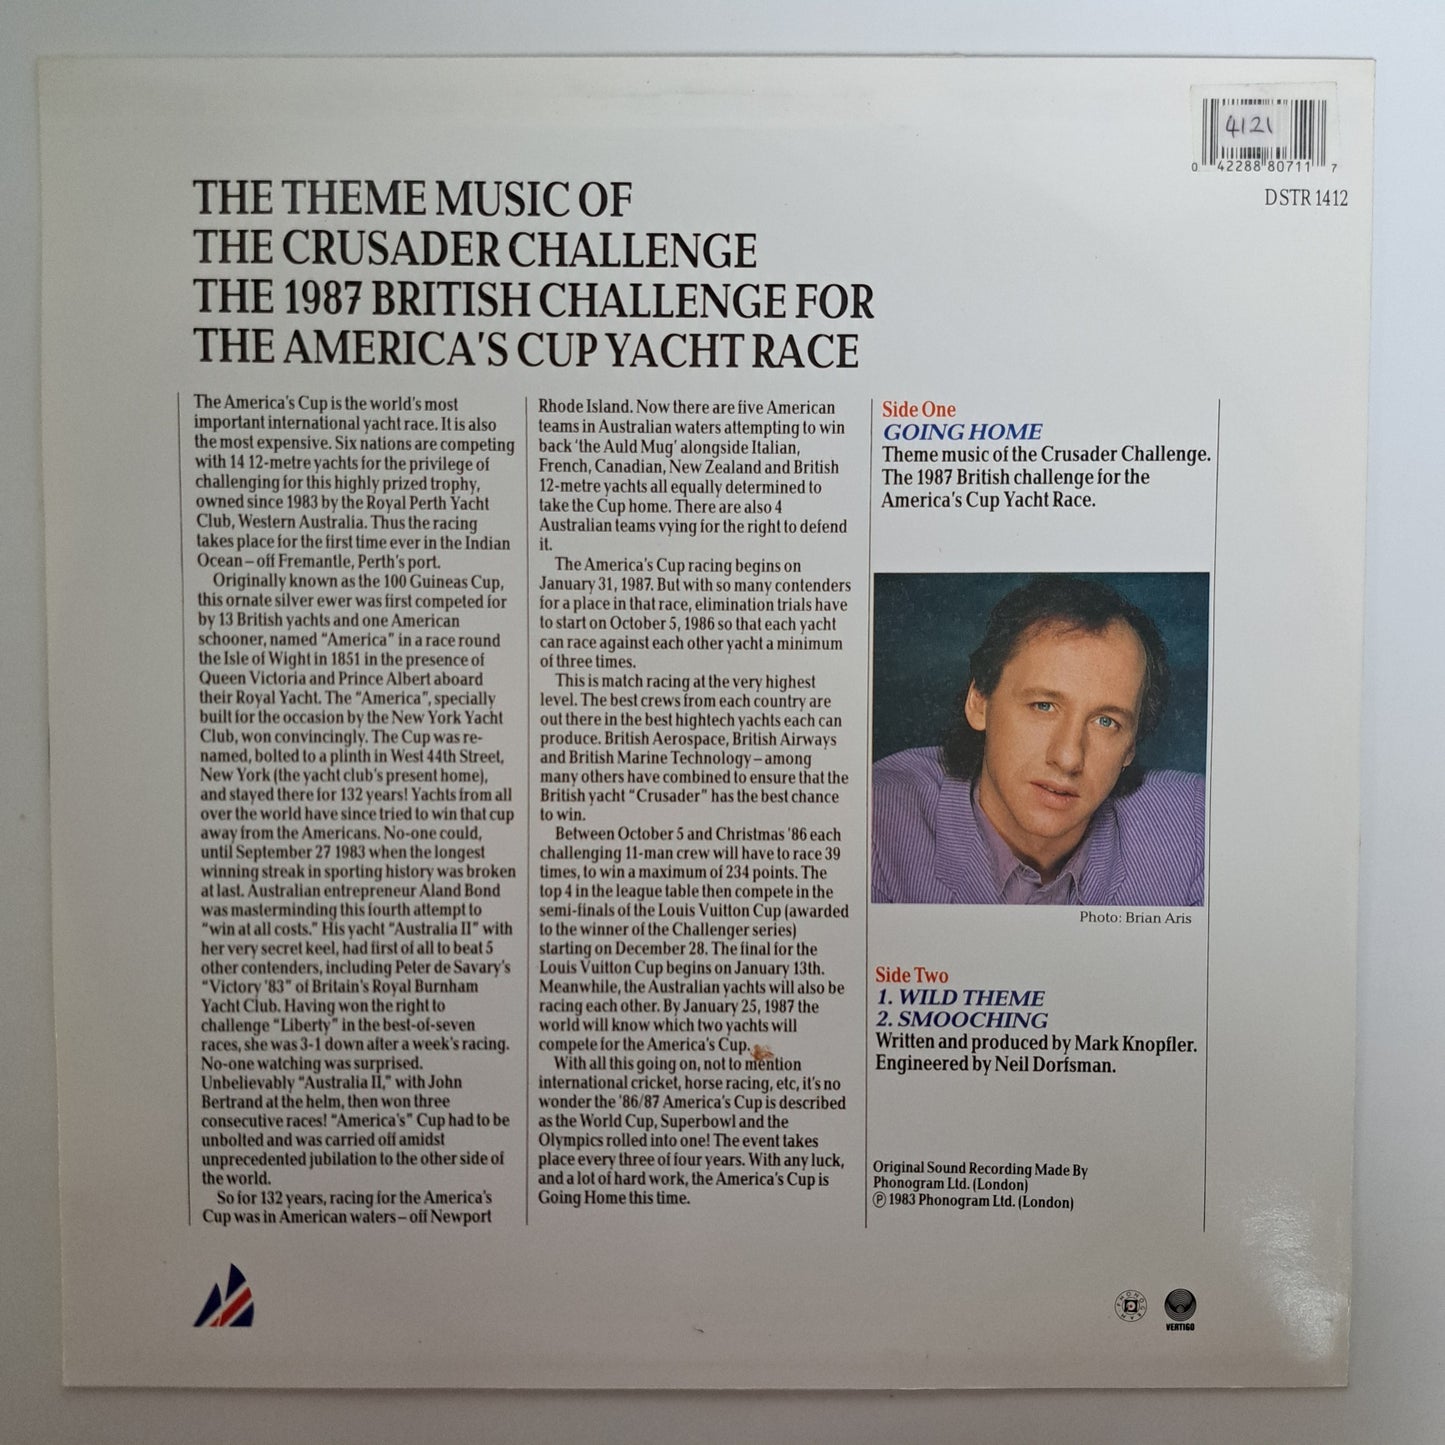 4121
0 42288 80711 7
DSTR 1412
THE THEME MUSIC OF
THE CRUSADER CHALLENGE
THE 1987 BRITISH CHALLENGE FOR
THE AMERICA'S CUP YACHT RACE
The America's Cup is the world's most
important international yacht race. It is also
the most expensive. Six nations are competing
with 14 12-metre yachts for the privilege of
challenging for this highly prized trophy,
owned since 1983 by the Royal Perth Yacht
Club, Western Australia. Thus the racing
takes place for the first time ever in the Indian
Ocean – off Fremantle, Perth's port.
Originally known as the 100 Guineas Cup,
this ornate silver ewer was first competed for
by 13 British yachts and one American
schooner, named "America" in a race round
the Isle of Wight in 1851 in the presence of
Queen Victoria and Prince Albert aboard
their Royal Yacht. The "America", specially
built for the occasion by the New York Yacht
Club, won convincingly. The Cup was re-
named, bolted to a plinth in West 44th Street,
New York (the yacht club's present home),
and stayed there for 132 years! Yachts from all
over the world have since tried to win that cup
away from the Americans. No-one could,
until September 27 1983 when the longest
winning streak in sporting history was broken
at last. Australian entrepreneur Aland Bond
was masterminding this fourth attempt to
"win at all costs." His yacht "Australia II" with
her very secret keel, had first of all to beat 5
other contenders, including Peter de Savary's
"Victory '83" of Britain's Royal Burnham
Yacht Club. Having won the right to
challenge "Liberty" in the best-of-seven
races, she was 3-1 down after a week's racing.
No-one watching was surprised.
Unbelievably "Australia II," with John
Bertrand at the helm, then won three
consecutive races! "America's" Cup had to be
unbolted and was carried off amidst
unprecedented jubilation to the other side of
the world.
So for 132 years, racing for the America's
Cup was in American waters – off Newport
Rhode Island. Now there are five American
teams in Australian waters attempting to win
back 'the Auld Mug' alongside Italian,
French, Canadian, New Zealand and British
12-metre yachts all equally determined to
take the Cup home. There are also 4
Australian teams vying for the right to defend
it.
The America's Cup racing begins on
January 31, 1987. But with so many contenders
for a place in that race, elimination trials have
to start on October 5, 1986 so that each yacht
can race against each other yacht a minimum
of three times.
This is match racing at the very highest
level. The best crews from each country are
out there in the best hightech yachts each can
produce. British Aerospace, British Airways
and British Marine Technology – among
many others have combined to ensure that the
British yacht "Crusader" has the best chance
to win.
Between October 5 and Christmas '86 each
challenging 11-man crew will have to race 39
times, to win a maximum of 234 points. The
top 4 in the league table then compete in the
semi-finals of the Louis Vuitton Cup (awarded
to the winner of the Challenger series)
starting on December 28. The final for the
Louis Vuitton Cup begins on January 13th.
Meanwhile, the Australian yachts will also be
racing each other. By January 25, 1987 the
world will know which two yachts will
compete for the America's Cup.
With all this going on, not to mention
international cricket, horse racing, etc, it's no
wonder the '86/87 America's Cup is described
as the World Cup, Superbowl and the
Olympics rolled into one! The event takes
place every three of four years. With any luck,
and a lot of hard work, the America's Cup is
Going Home this time.
Side One
GOING HOME
Theme music of the Crusader Challenge.
The 1987 British challenge for the
America's Cup Yacht Race.
Photo: Brian Aris
Side Two
1. WILD THEME
2. SMOOCHING
Written and produced by Mark Knopfler.
Engineered by Neil Dorfsman.
Original Sound Recording Made By
Phonogram Ltd. (London)
℗ 1983 Phonogram Ltd. (London)
PHONOGRAM
VERTIGO